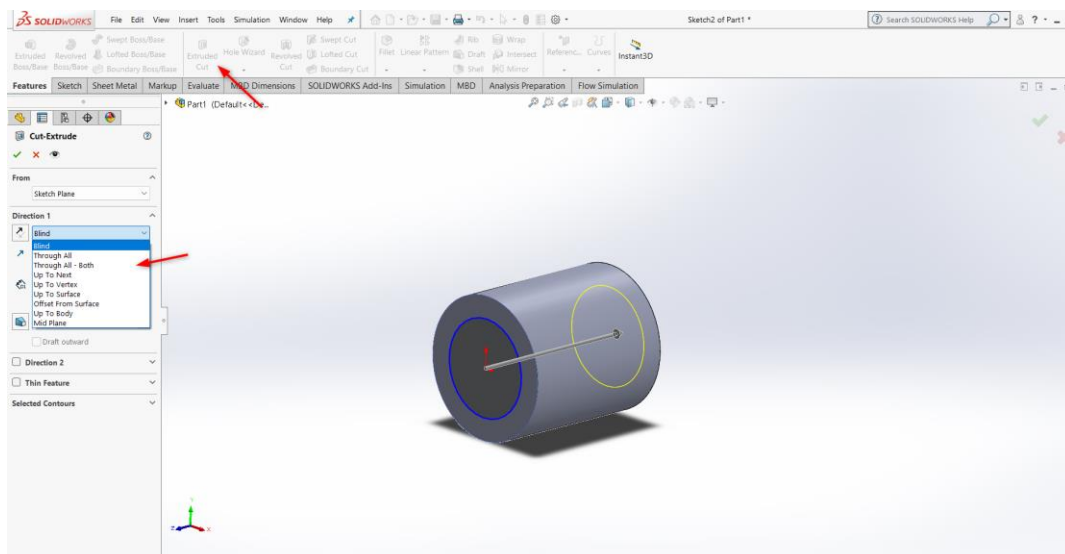 SOLIDWORKS File Edit View Insert Tools Simulation Window Help Sketch2 of Part1 * Search SOLIDWORKS Help
Extruded Boss/Base
Revolved Boss/Base
Swept Boss/Base
Lofted Boss/Base
Boundary Boss/Base
Extruded Cut
Hole Wizard
Revolved Cut
Swept Cut
Lofted Cut
Boundary Cut
Fillet
Linear Pattern
Rib
Draft
Shell
Wrap
Intersect
Mirror
Referenc...
Curves
Instant3D
Features Sketch Sheet Metal Markup Evaluate MBD Dimensions SOLIDWORKS Add-Ins Simulation MBD Analysis Preparation Flow Simulation
Part1 (Default<<De...
Cut-Extrude
From
Sketch Plane
Direction 1
Blind
Blind
Through All
Through All - Both
Up To Next
Up To Vertex
Up To Surface
Offset From Surface
Up To Body
Mid Plane
Draft outward
Direction 2
Thin Feature
Selected Contours
Y
Z X